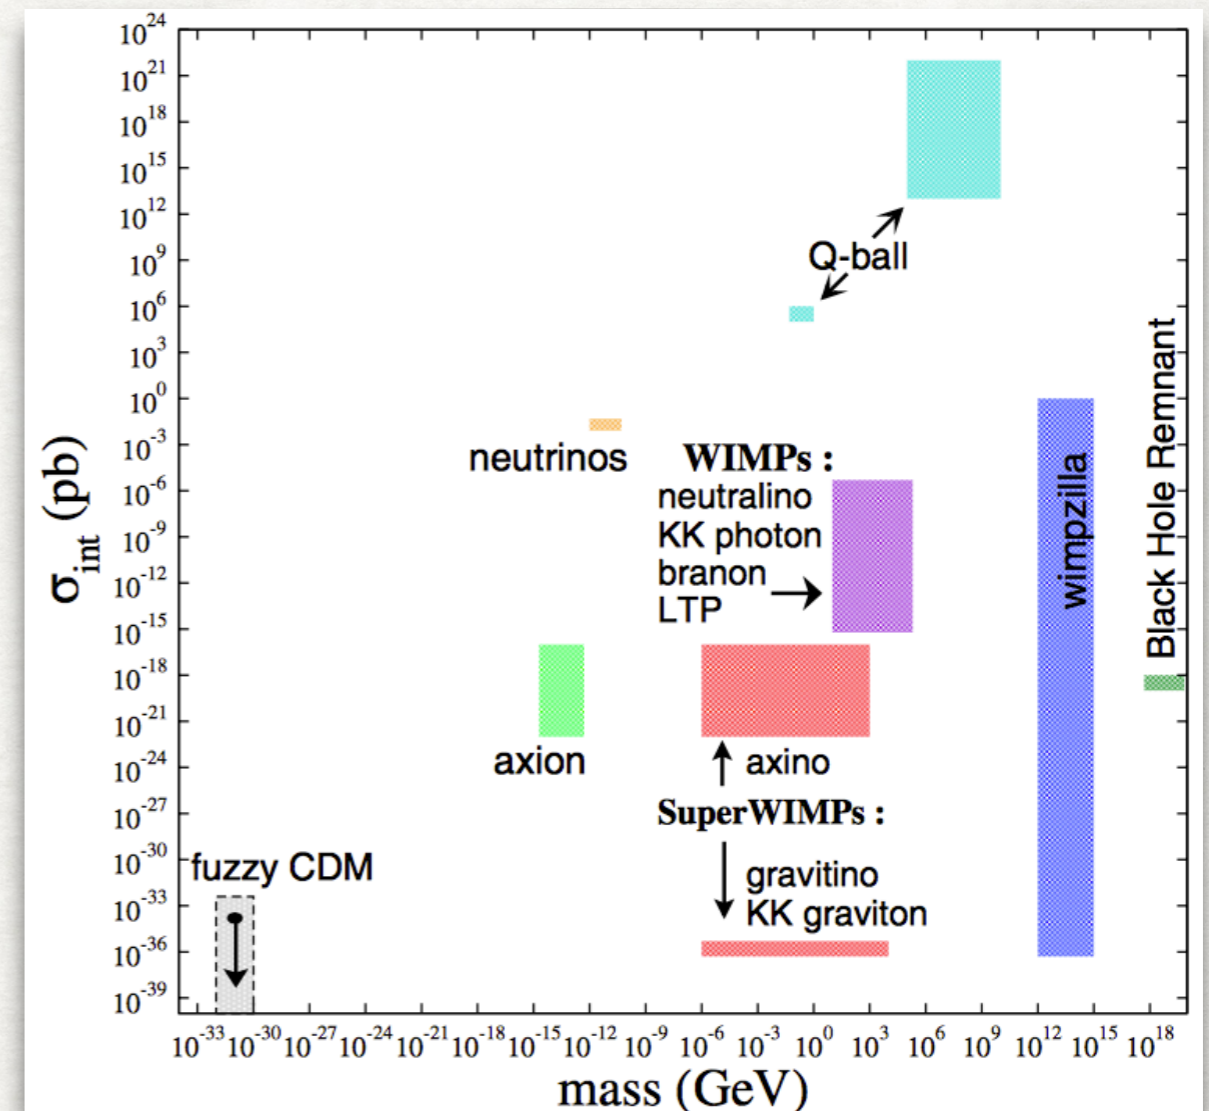 10^24
10^21
10^18
10^15
10^12
10^9
10^6
10^3
10^0
10^-3
10^-6
10^-9
10^-12
10^-15
10^-18
10^-21
10^-24
10^-27
10^-30
10^-33
10^-36
10^-39
σ_int (pb)
Q-ball
neutrinos
WIMPs :
neutralino
KK photon
branon
LTP
wimpzilla
Black Hole Remnant
axion
axino
SuperWIMPs :
gravitino
KK graviton
fuzzy CDM
10^-33 10^-30 10^-27 10^-24 10^-21 10^-18 10^-15 10^-12 10^-9 10^-6 10^-3 10^0 10^3 10^6 10^9 10^12 10^15 10^18
mass (GeV)